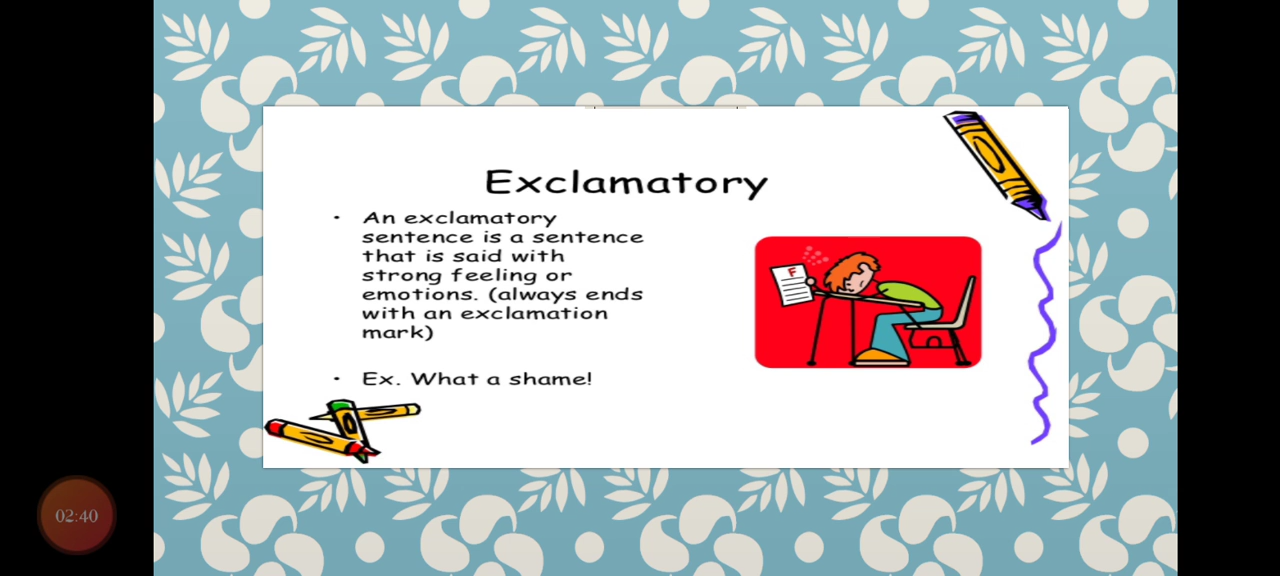 Exclamatory
• An exclamatory
sentence is a sentence
that is said with
strong feeling or
emotions. (always ends
with an exclamation
mark)
• Ex. What a shame!
F
02:40